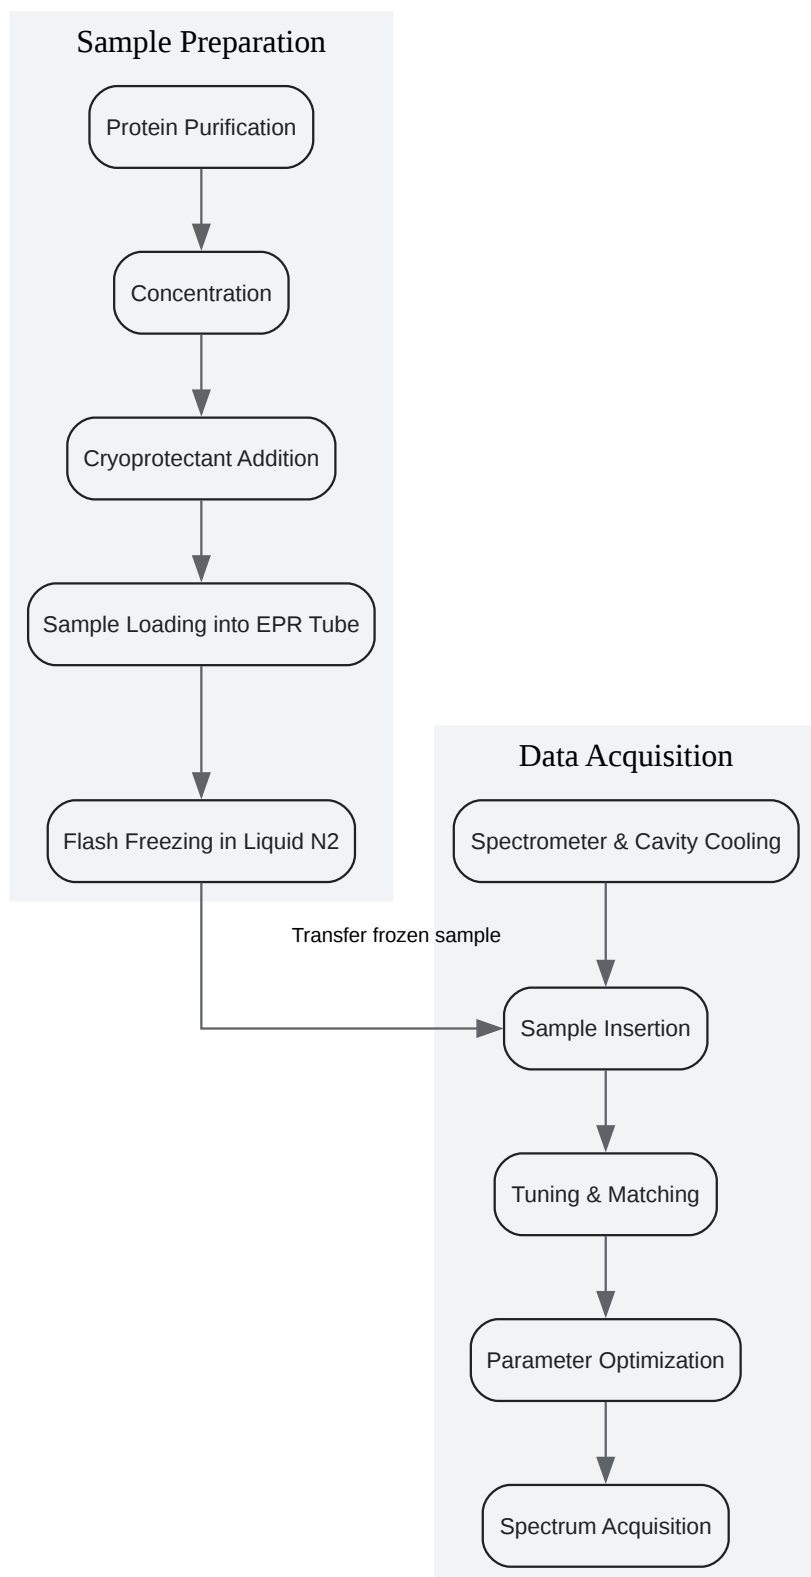 Sample Preparation
Protein Purification
Concentration
Cryoprotectant Addition
Sample Loading into EPR Tube
Flash Freezing in Liquid N2
Transfer frozen sample
Data Acquisition
Spectrometer & Cavity Cooling
Sample Insertion
Tuning & Matching
Parameter Optimization
Spectrum Acquisition